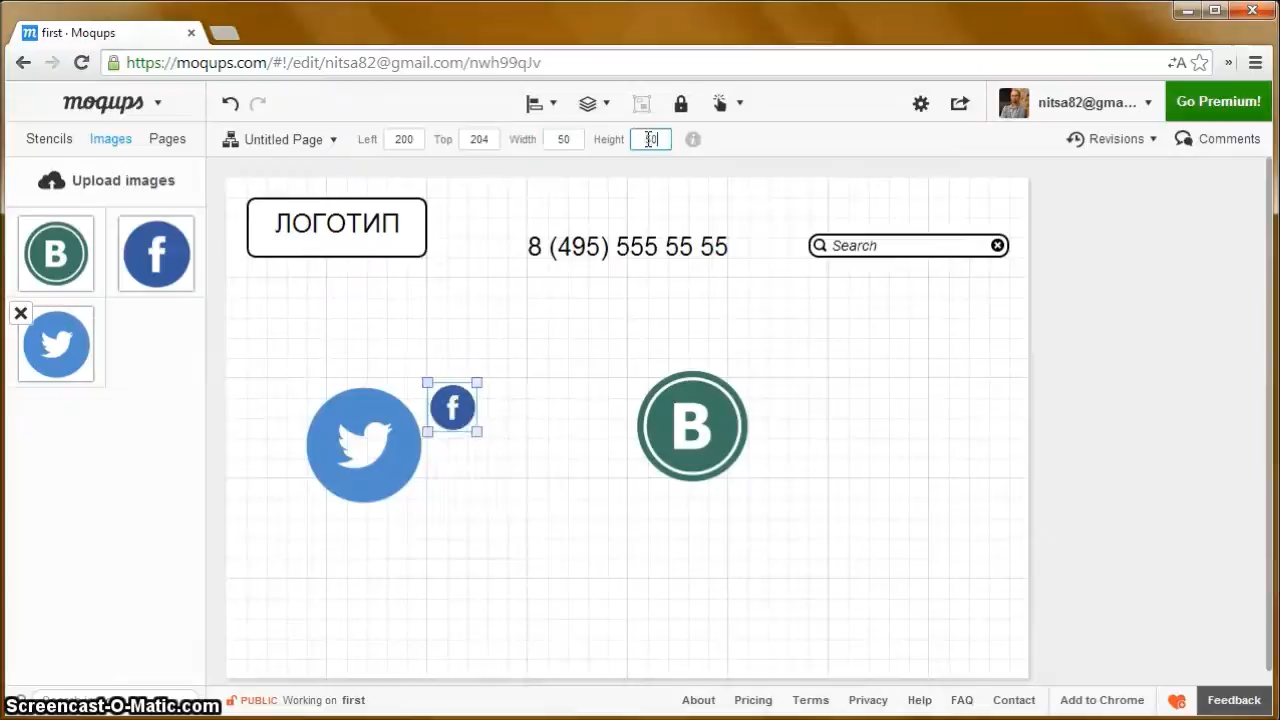 first · Moqups
https://moqups.com/#!/edit/nitsa82@gmail.com/nwh99qJv
moqups
nitsa82@gma...
Go Premium!
Stencils Images Pages
Untitled Page Left 200 Top 204 Width 50 Height
Revisions Comments
Upload images
B f
ЛОГОТИП
8 (495) 555 55 55
Search
f
B
PUBLIC Working on first
About Pricing Terms Privacy Help FAQ Contact Add to Chrome Feedback
Screencast-O-Matic.com